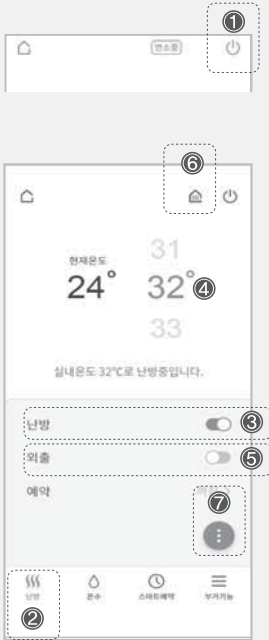 ①
연소중
⑥
현재온도
24°
31
32° ④
33
실내온도 32℃로 난방중입니다.
난방 ③
외출 ⑤
예약
⑦
난방 온수 스마트예약 부가기능
②